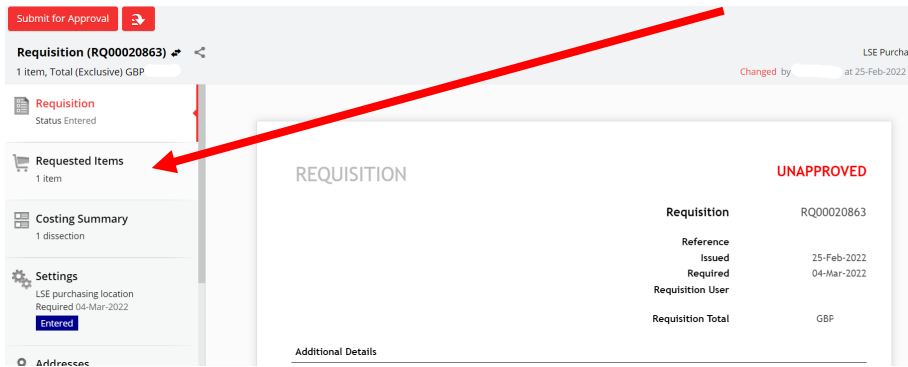 Submit for Approval
Requisition (RQ00020863)
1 item, Total (Exclusive) GBP
LSE Purcha
Changed by at 25-Feb-2022
Requisition
Status Entered
Requested Items
1 item
Costing Summary
1 dissection
Settings
LSE purchasing location
Required 04-Mar-2022
Entered
Addresses
REQUISITION
UNAPPROVED
Requisition RQ00020863
Reference
Issued 25-Feb-2022
Required 04-Mar-2022
Requisition User
Requisition Total GBP
Additional Details